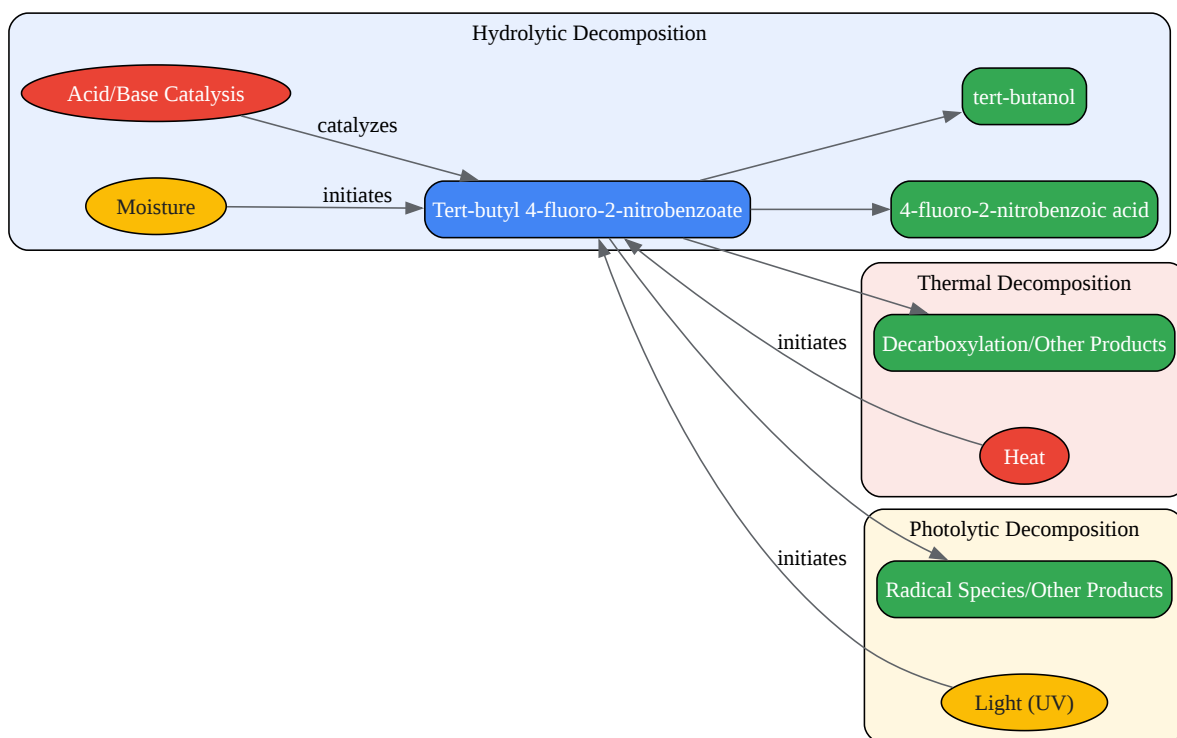 Hydrolytic Decomposition
Acid/Base Catalysis
tert-butanol
catalyzes
Moisture
initiates
Tert-butyl 4-fluoro-2-nitrobenzoate
4-fluoro-2-nitrobenzoic acid
Thermal Decomposition
Decarboxylation/Other Products
initiates
Heat
Photolytic Decomposition
initiates
Radical Species/Other Products
Light (UV)